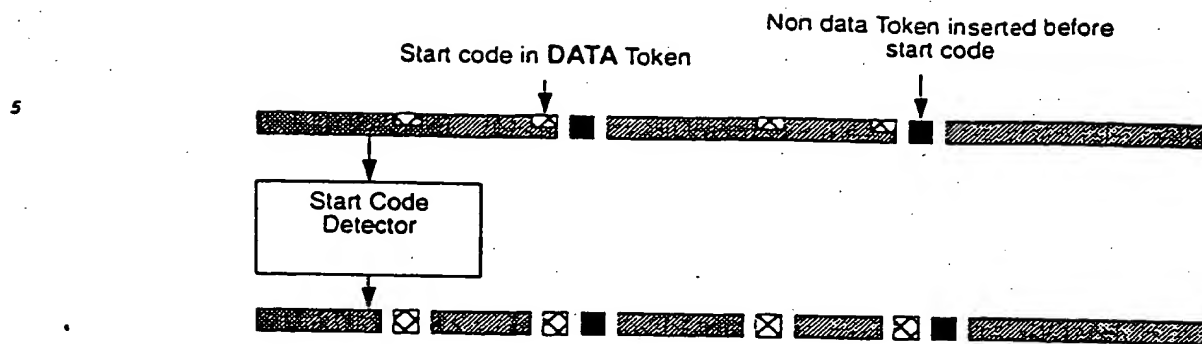 Non data Token inserted before
start code
Start code in DATA Token
5
Start Code
Detector